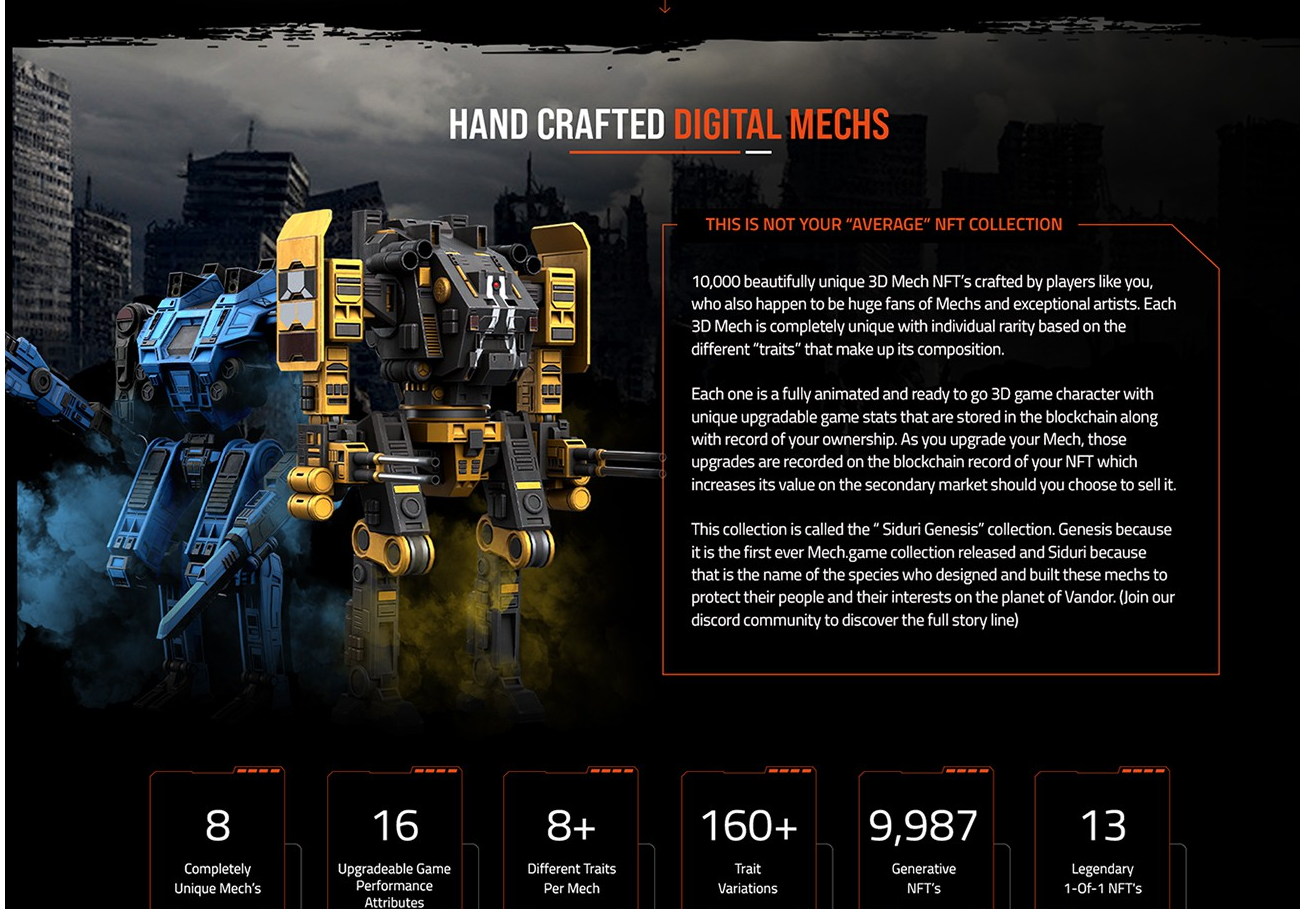 HAND CRAFTED DIGITAL MECHS
THIS IS NOT YOUR “AVERAGE” NFT COLLECTION
10,000 beautifully unique 3D Mech NFT’s crafted by players like you,
who also happen to be huge fans of Mechs and exceptional artists. Each
3D Mech is completely unique with individual rarity based on the
different “traits” that make up its composition.
Each one is a fully animated and ready to go 3D game character with
unique upgradable game stats that are stored in the blockchain along
with record of your ownership. As you upgrade your Mech, those
upgrades are recorded on the blockchain record of your NFT which
increases its value on the secondary market should you choose to sell it.
This collection is called the “ Siduri Genesis” collection. Genesis because
it is the first ever Mech.game collection released and Siduri because
that is the name of the species who designed and built these mechs to
protect their people and their interests on the planet of Vandor. (Join our
discord community to discover the full story line)
8
Completely
Unique Mech’s
16
Upgradeable Game
Performance
Attributes
8+
Different Traits
Per Mech
160+
Trait
Variations
9,987
Generative
NFT’s
13
Legendary
1-Of-1 NFT’s